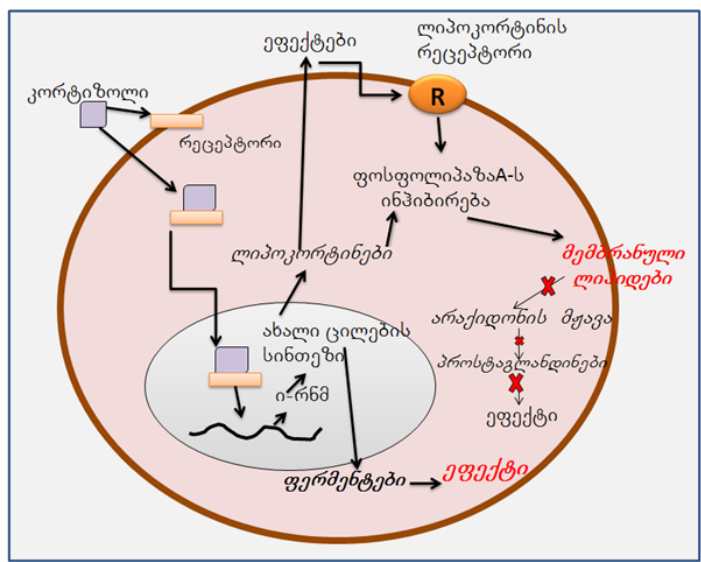 ეფექტები
ლიპოკორტინის
რეცეპტორი
კორტიზოლი
R
რეცეპტორი
ფოსფოლიპაზაA-ს
ინჰიბირება
ლიპოკორტინები
მემბრანული
ლიპიდები
არაქიდონის მჟავა
ახალი ცილების
სინთეზი
პროსტაგლანდინები
ი-რნმ
ეფექტი
ფერმენტები
ეფექტი